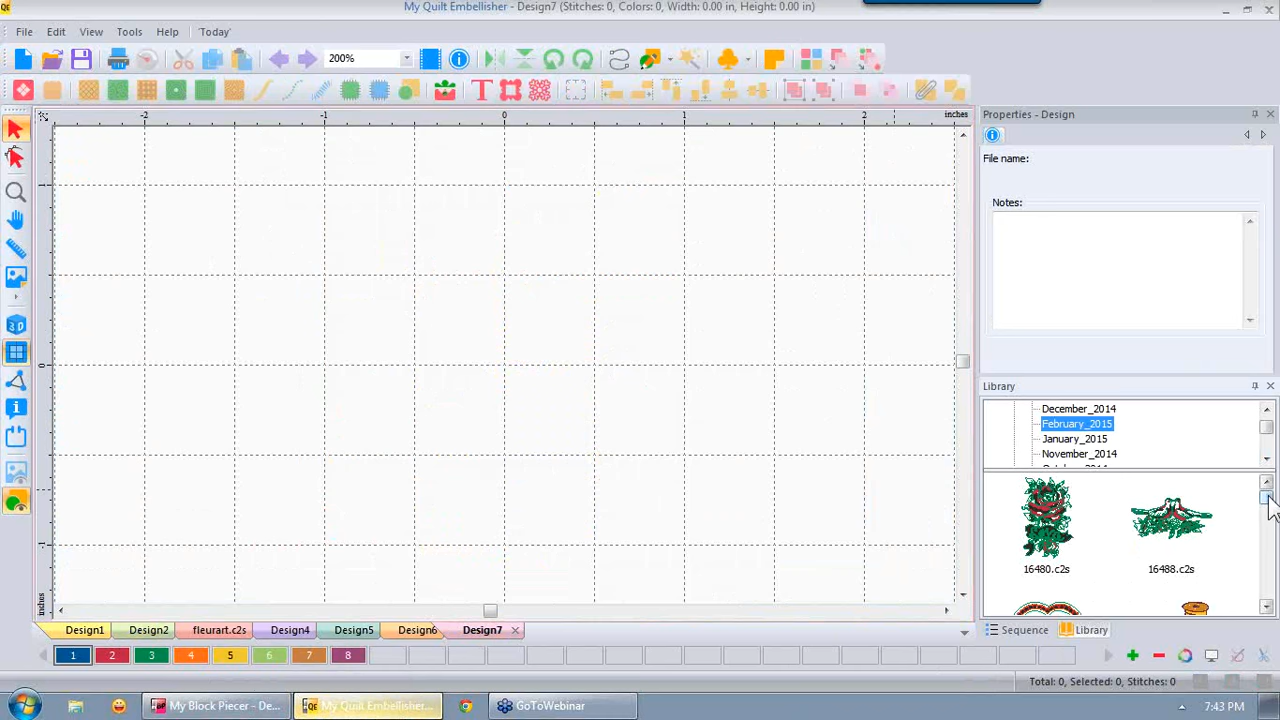 My Quilt Embellisher - Design7 (Stitches: 0, Colors: 0, Width: 0.00 in, Height: 0.00 in)
File Edit View Tools Help Today
200%
inches
-2 -1 0 1 2
1
0
-1
inches
Properties - Design
File name:
Notes:
Library
December_2014
February_2015
January_2015
November_2014
16480.c2s 16488.c2s
Design1 Design2 fleurart.c2s Design4 Design5 Design6 Design7
Sequence Library
1 2 3 4 5 6 7 8
Total: 0, Selected: 0, Stitches: 0
My Block Piecer - De... My Quilt Embellisher... GoToWebinar 7:43 PM